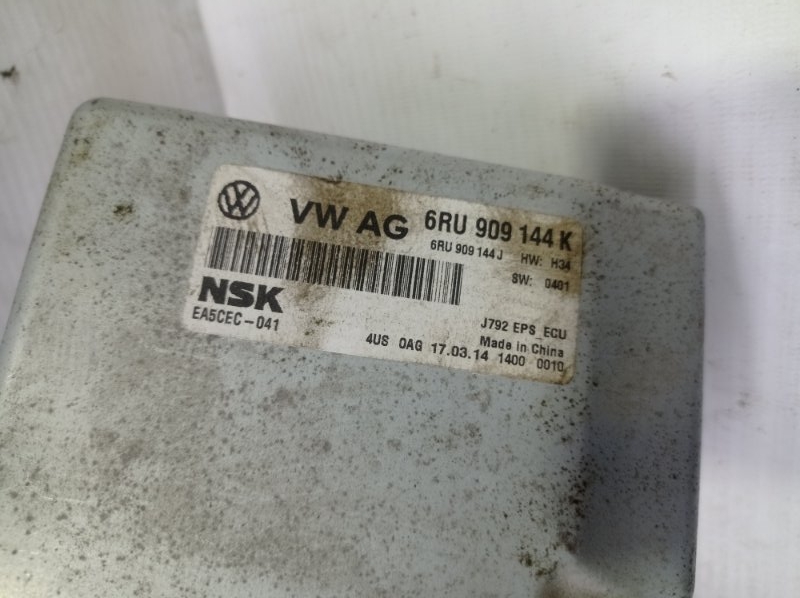 VW AG 6RU 909 144 K
6RU 909 144 J HW: H34
SW: 0401
NSK
EA5CEC-041
J792 EPS_ECU
Made in China
4US 0AG 17.03.14 1400 0010